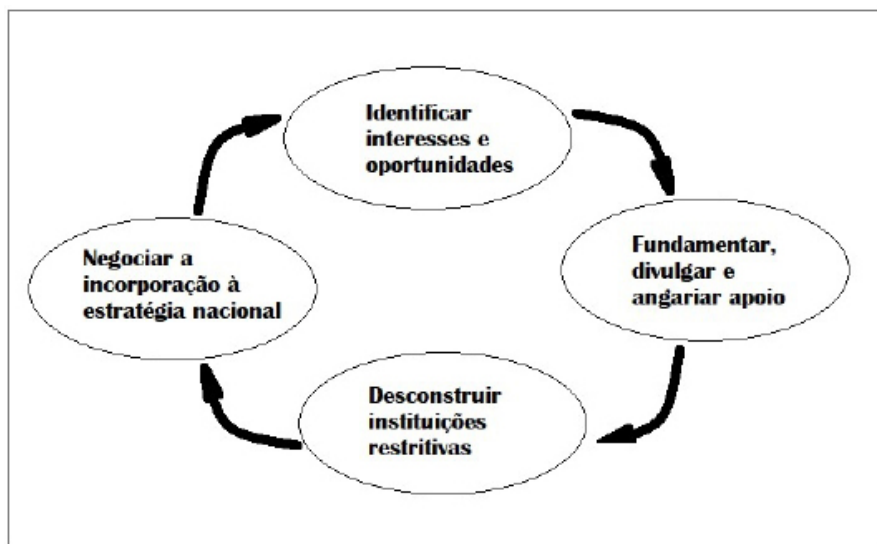 Identificar
interesses e
oportunidades
Fundamentar,
divulgar e
angariar apoio
Desconstruir
instituições
restritivas
Negociar a
incorporação à
estratégia nacional